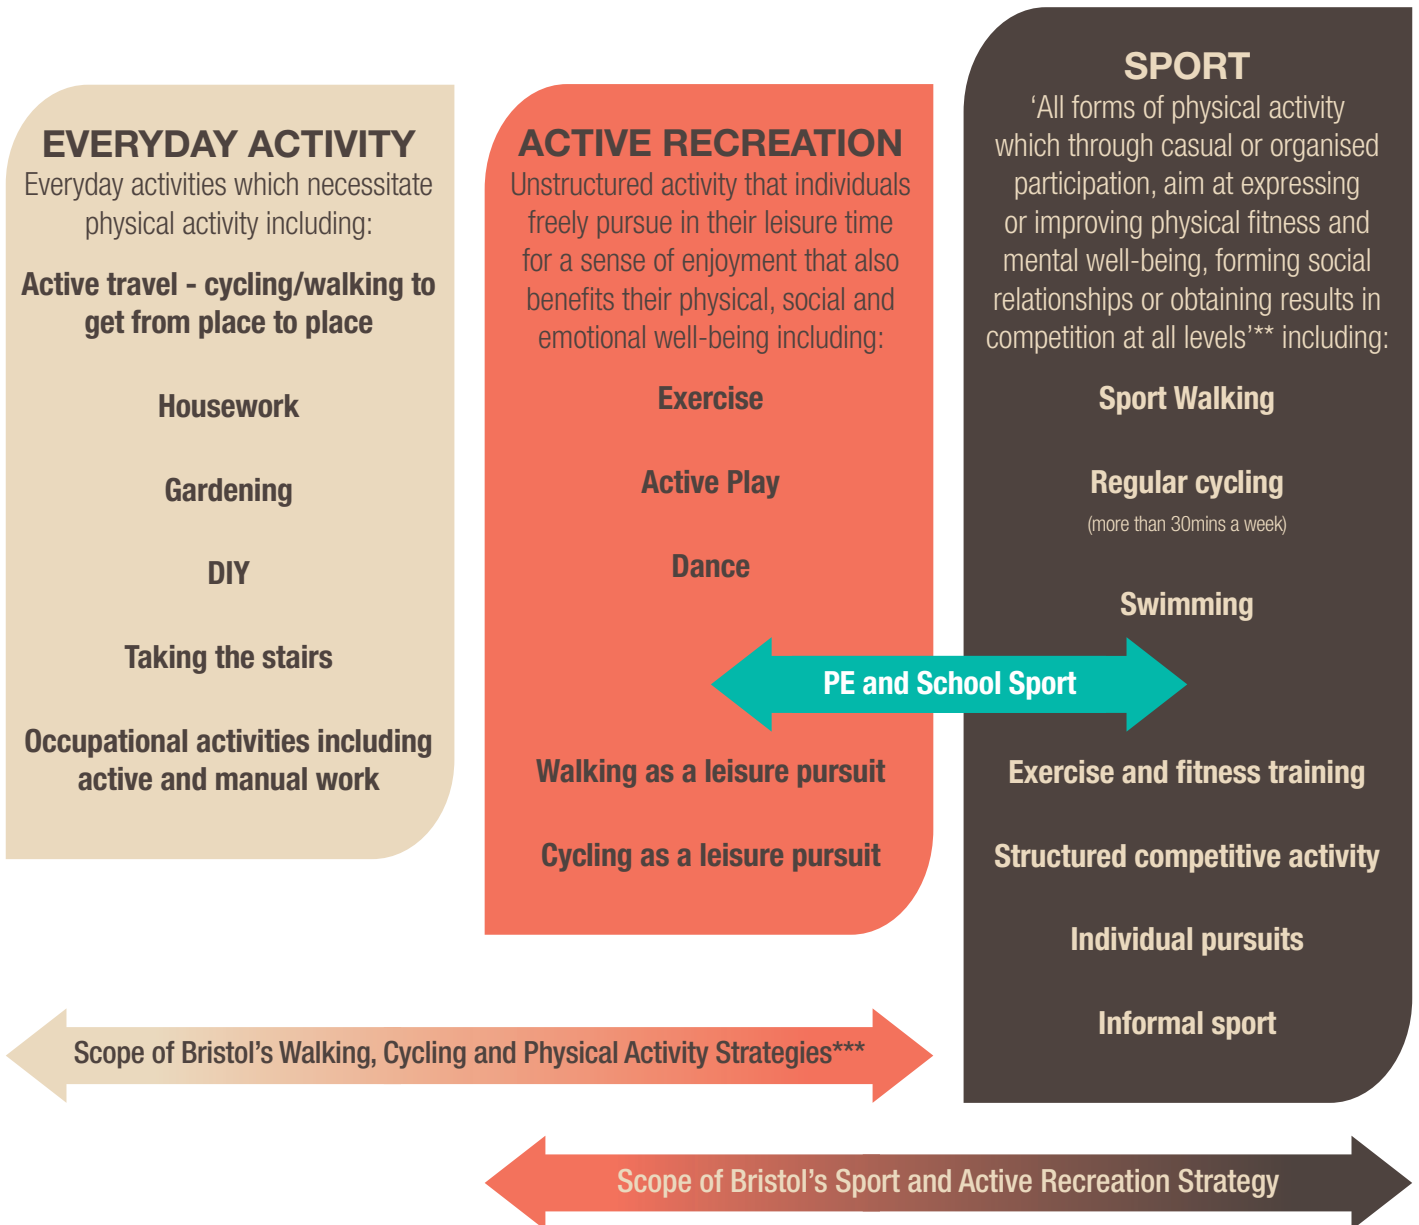 EVERYDAY ACTIVITY
Everyday activities which necessitate
physical activity including:
Active travel - cycling/walking to
get from place to place
Housework
Gardening
DIY
Taking the stairs
Occupational activities including
active and manual work
ACTIVE RECREATION
Unstructured activity that individuals
freely pursue in their leisure time
for a sense of enjoyment that also
benefits their physical, social and
emotional well-being including:
Exercise
Active Play
Dance
PE and School Sport
Walking as a leisure pursuit
Cycling as a leisure pursuit
SPORT
‘All forms of physical activity
which through casual or organised
participation, aim at expressing
or improving physical fitness and
mental well-being, forming social
relationships or obtaining results in
competition at all levels’** including:
Sport Walking
Regular cycling
(more than 30mins a week)
Swimming
Exercise and fitness training
Structured competitive activity
Individual pursuits
Informal sport
Scope of Bristol’s Walking, Cycling and Physical Activity Strategies***
Scope of Bristol’s Sport and Active Recreation Strategy